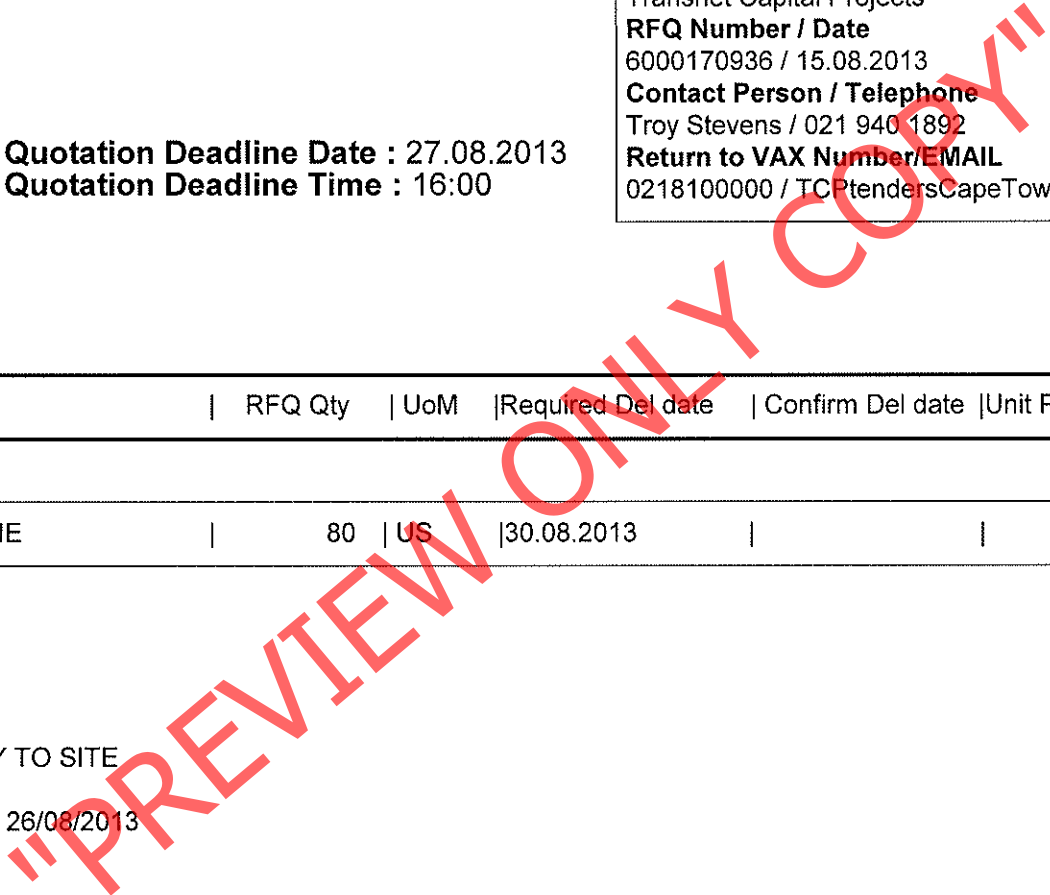 Transnet Capital Projects
RFQ Number / Date
6000170936 / 15.08.2013
Contact Person / Telephone
Troy Stevens / 021 940 1892
Return to VAX Number/EMAIL
0218100000 / TCPtendersCapeTow
Quotation Deadline Date : 27.08.2013
Quotation Deadline Time : 16:00
| RFQ Qty | UoM |Required Del date | Confirm Del date |Unit P
IE | 80 | US |30.08.2013 | |
Y TO SITE
26/08/2013
"PREVIEW ONLY COPY"